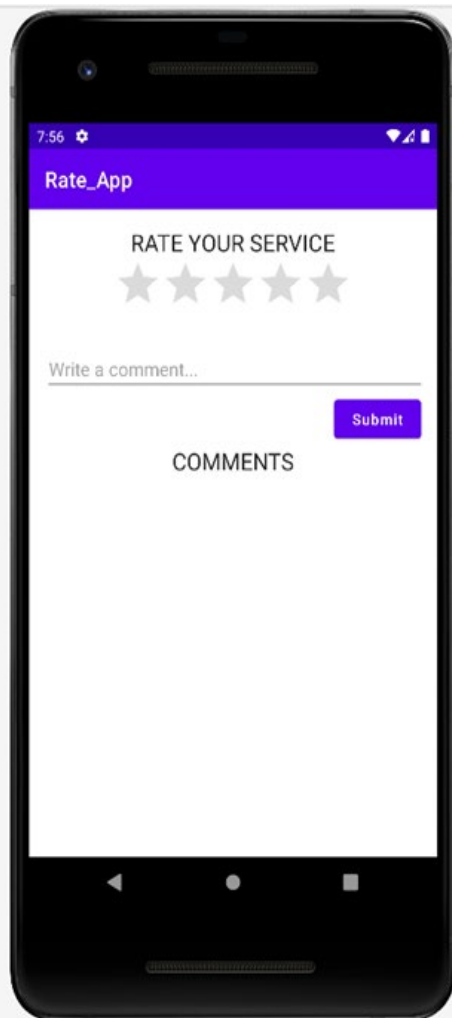 7:56
Rate_App
RATE YOUR SERVICE
Write a comment...
Submit
COMMENTS